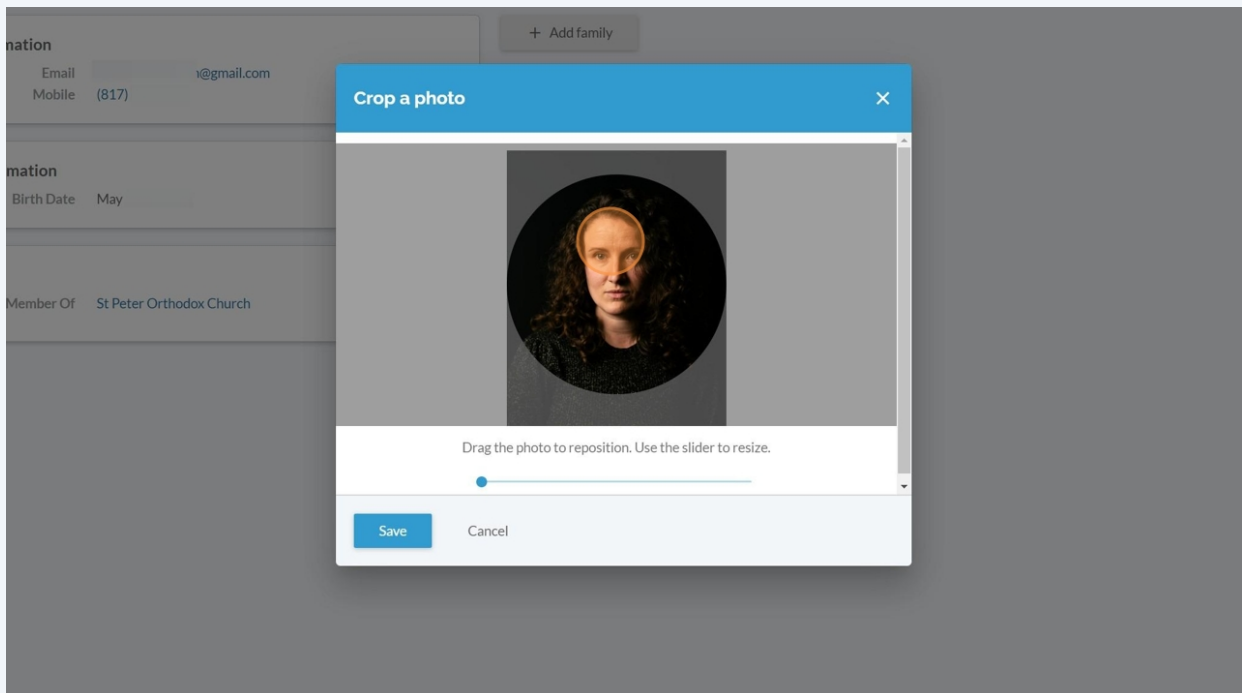 mation
Email h@gmail.com
Mobile (817)
rmation
Birth Date May
Member Of St Peter Orthodox Church
+ Add family
Crop a photo
Drag the photo to reposition. Use the slider to resize.
Save Cancel